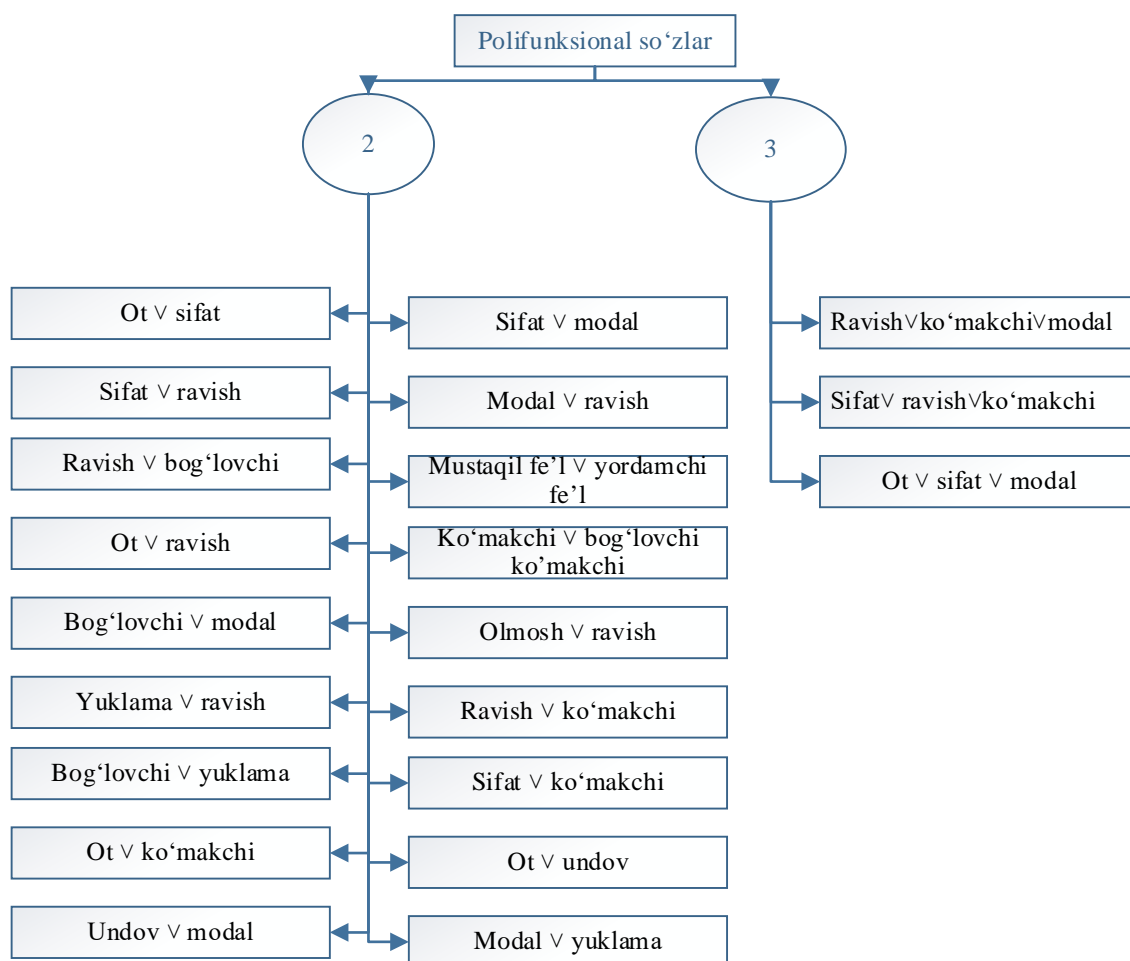 Polifunksional so‘zlar
2
3
Ot ˅ sifat
Sifat ˅ ravish
Ravish ˅ bog‘lovchi
Ot ˅ ravish
Bog‘lovchi ˅ modal
Yuklama ˅ ravish
Bog‘lovchi ˅ yuklama
Ot ˅ ko‘makchi
Undov ˅ modal
Sifat ˅ modal
Modal ˅ ravish
Mustaqil fe’l ˅ yordamchi
fe’l
Ko‘makchi ˅ bog‘lovchi
ko’makchi
Olmosh ˅ ravish
Ravish ˅ ko‘makchi
Sifat ˅ ko‘makchi
Ot ˅ undov
Modal ˅ yuklama
Ravish˅ko‘makchi˅modal
Sifat˅ ravish˅ko‘makchi
Ot ˅ sifat ˅ modal